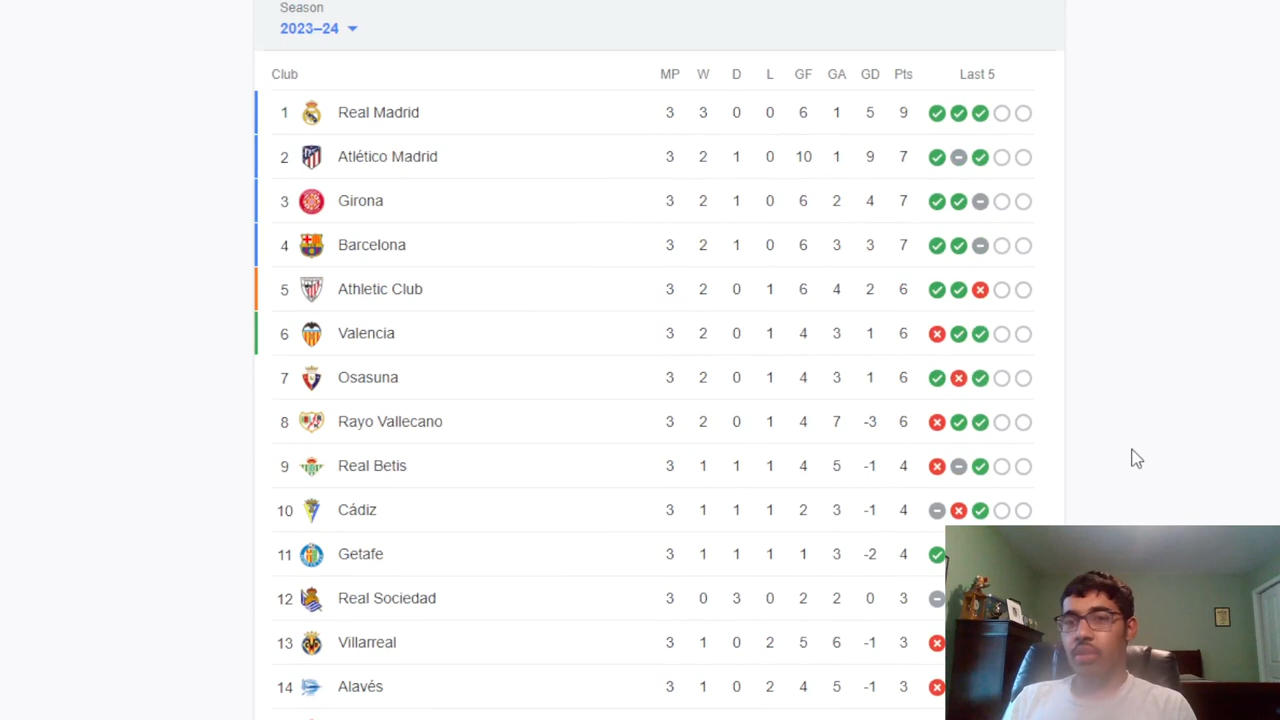 Season
2023–24
Club MP W D L GF GA GD Pts Last 5
1 Real Madrid 3 3 0 0 6 1 5 9
2 Atlético Madrid 3 2 1 0 10 1 9 7
3 Girona 3 2 1 0 6 2 4 7
4 Barcelona 3 2 1 0 6 3 3 7
5 Athletic Club 3 2 0 1 6 4 2 6
6 Valencia 3 2 0 1 4 3 1 6
7 Osasuna 3 2 0 1 4 3 1 6
8 Rayo Vallecano 3 2 0 1 4 7 -3 6
9 Real Betis 3 1 1 1 4 5 -1 4
10 Cádiz 3 1 1 1 2 3 -1 4
11 Getafe 3 1 1 1 1 3 -2 4
12 Real Sociedad 3 0 3 0 2 2 0 3
13 Villarreal 3 1 0 2 5 6 -1 3
14 Alavés 3 1 0 2 4 5 -1 3